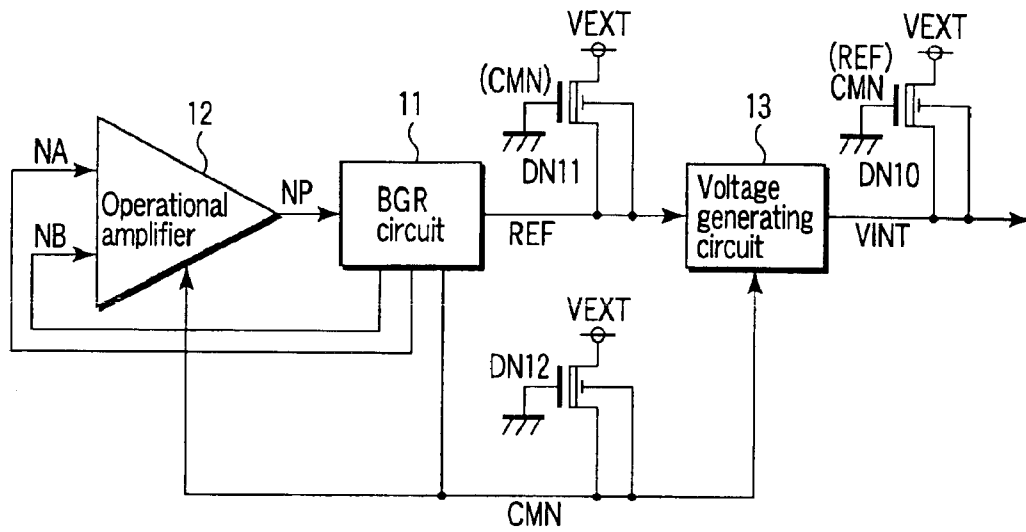 VEXT
VEXT
(REF)
CMN
(CMN)
12
11
13
NA
NB
Operational
amplifier
NP
BGR
circuit
DN11
REF
Voltage
generating
circuit
DN10
VINT
VEXT
DN12
CMN